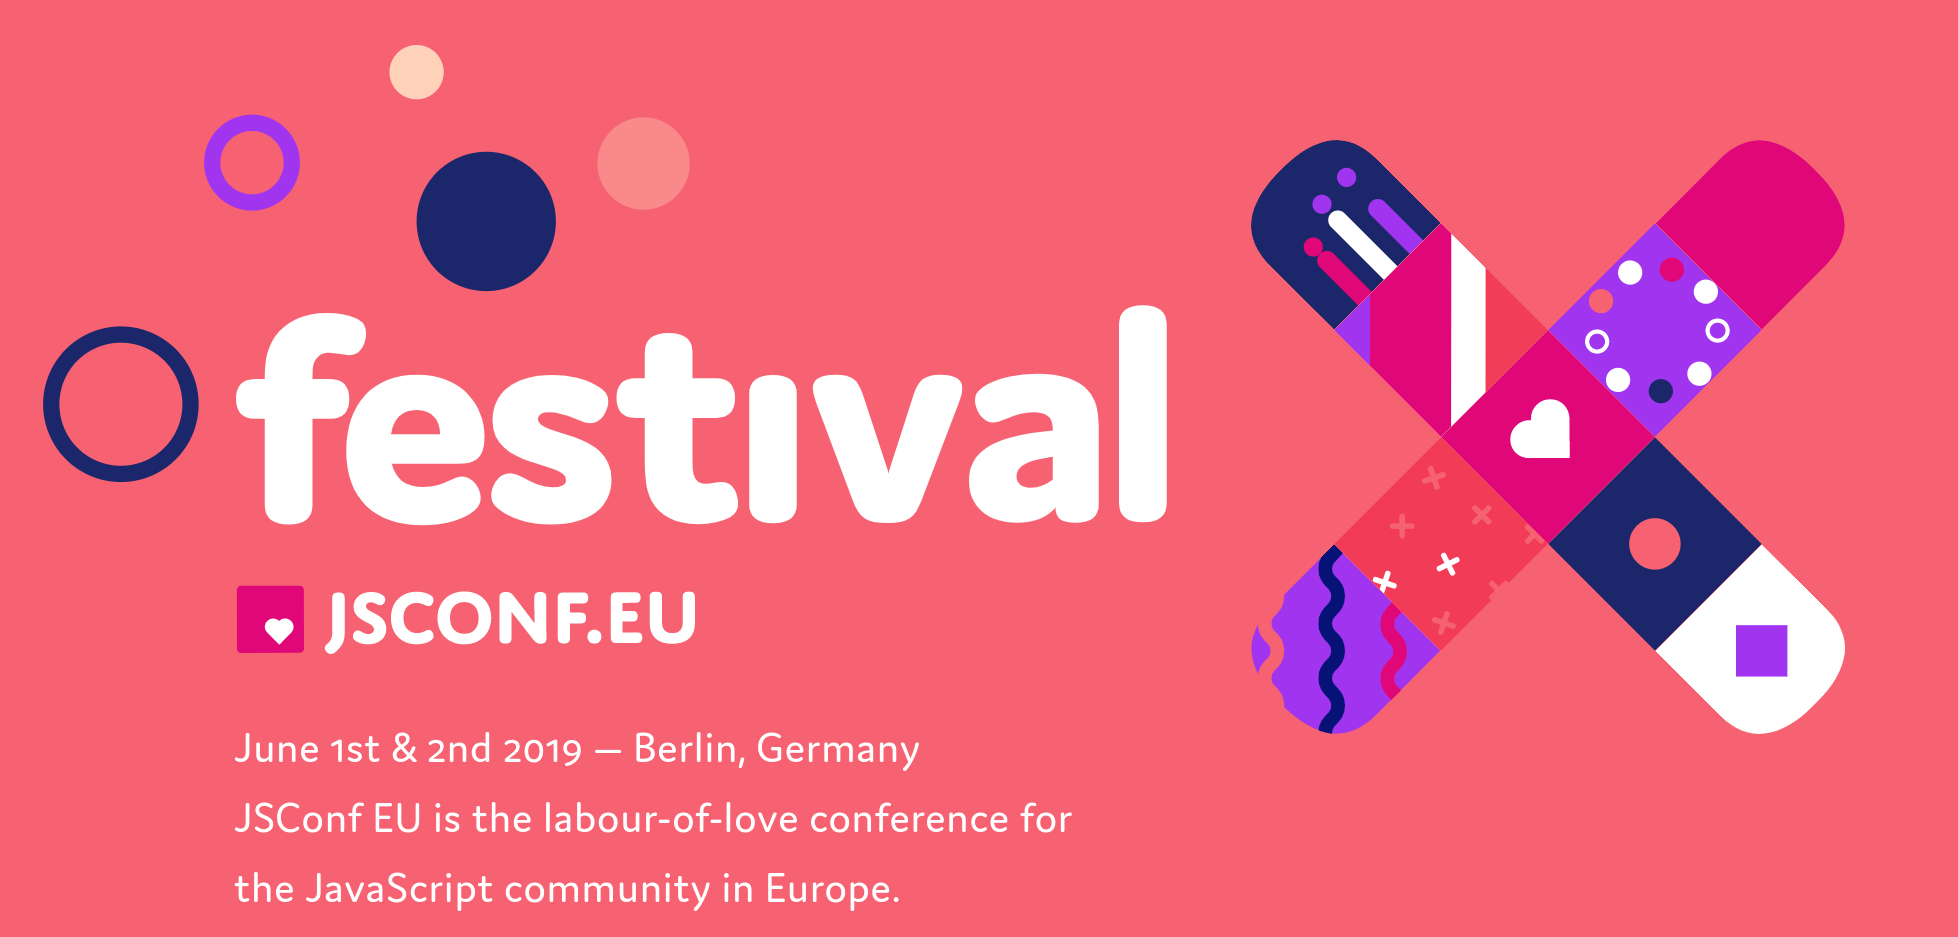 festival
JSCONF.EU
June 1st & 2nd 2019 — Berlin, Germany
JSConf EU is the labour-of-love conference for
the JavaScript community in Europe.